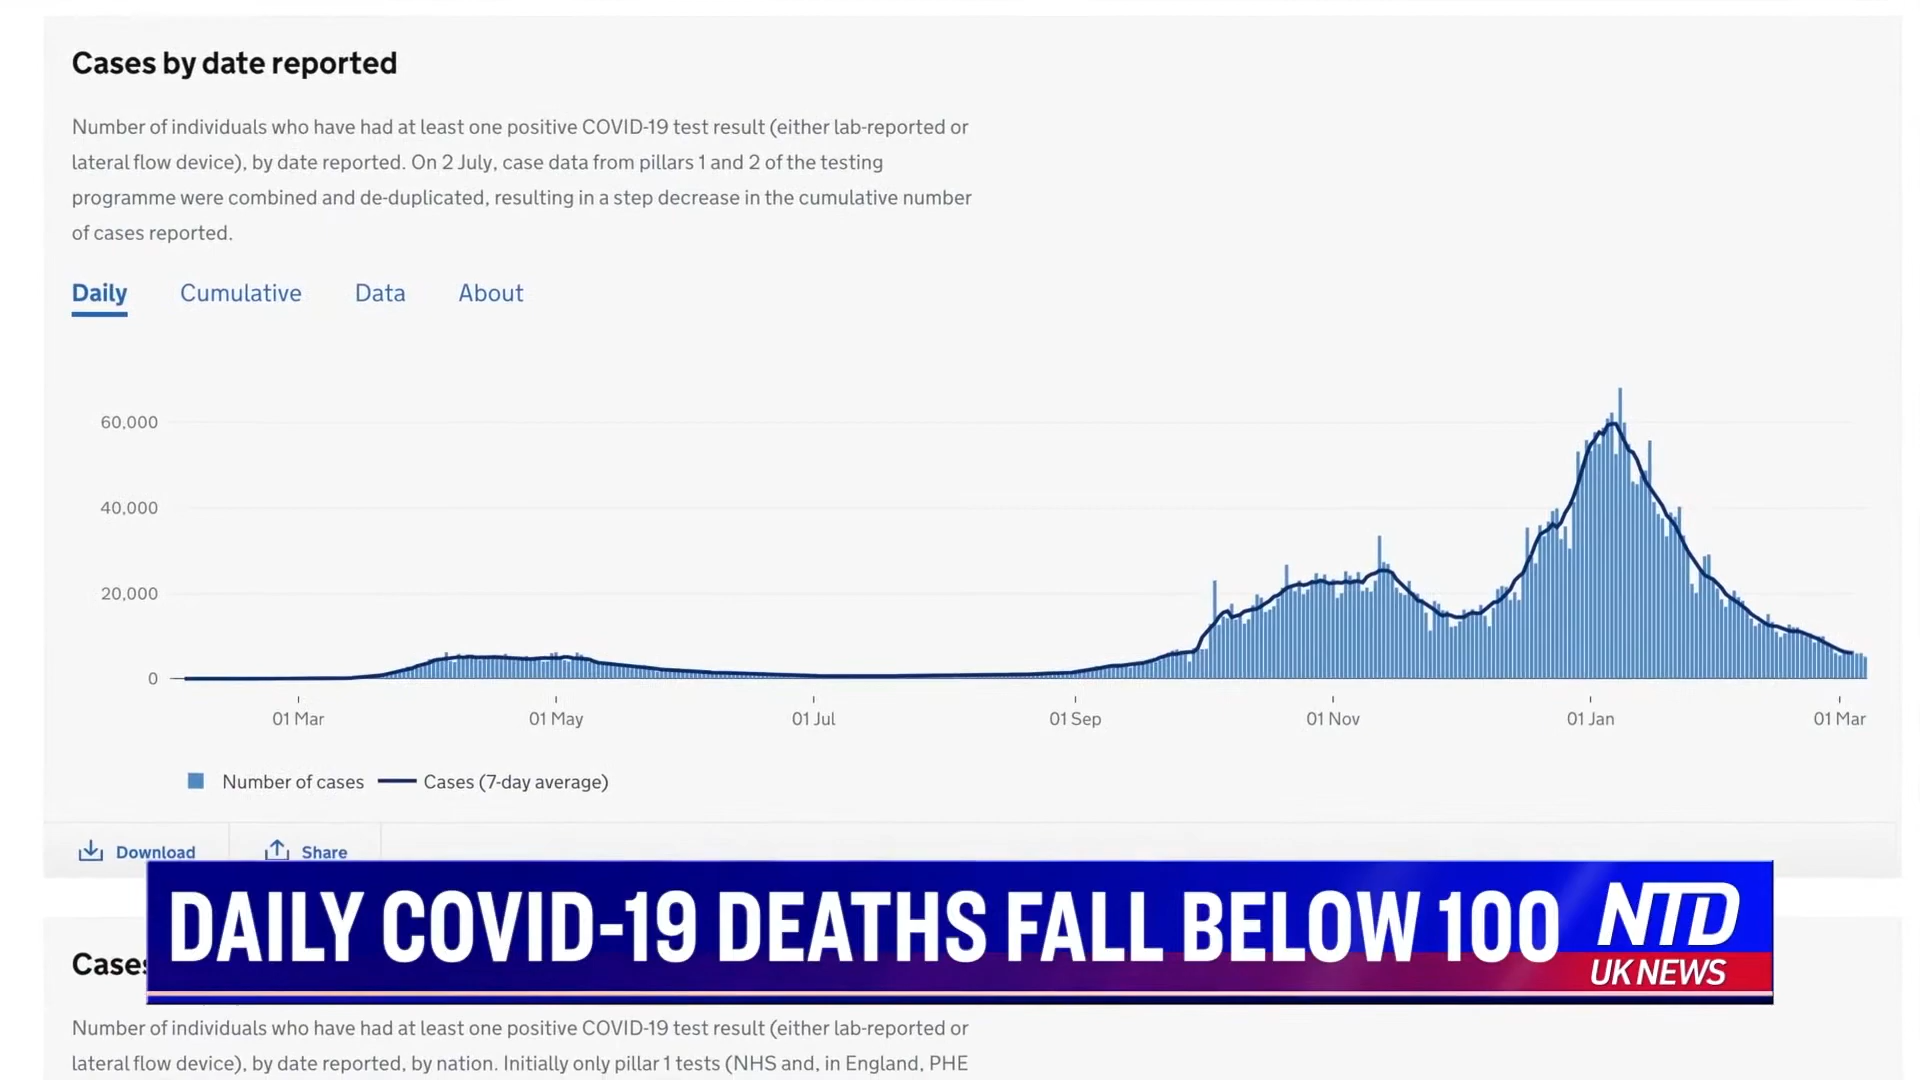 Cases by date reported
Number of individuals who have had at least one positive COVID-19 test result (either lab-reported or
lateral flow device), by date reported. On 2 July, case data from pillars 1 and 2 of the testing
programme were combined and de-duplicated, resulting in a step decrease in the cumulative number
of cases reported.
Daily Cumulative Data About
60,000
40,000
20,000
0
01 Mar 01 May 01 Jul 01 Sep 01 Nov 01 Jan 01 Mar
Number of cases Cases (7-day average)
Download Share
DAILY COVID-19 DEATHS FALL BELOW 100
NTD
UK NEWS
Cases
Number of individuals who have had at least one positive COVID-19 test result (either lab-reported or
lateral flow device), by date reported, by nation. Initially only pillar 1 tests (NHS and, in England, PHE